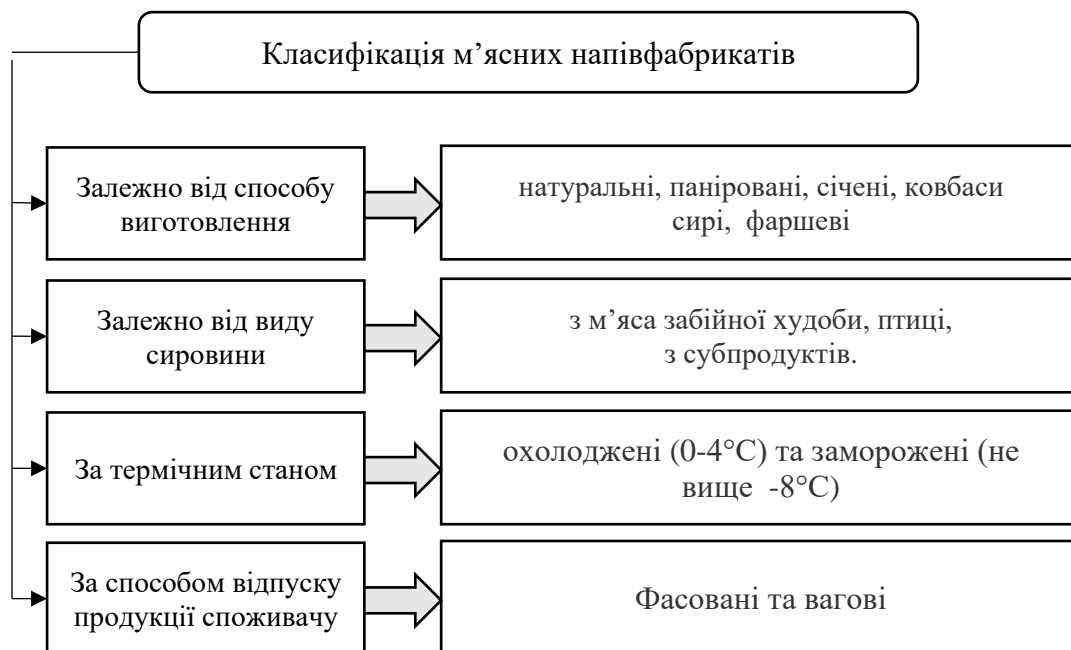 Класифікація м’ясних напівфабрикатів
Залежно від способу
виготовлення
натуральні, паніровані, січені, ковбаси
сирі, фаршеві
Залежно від виду
сировини
з м’яса забійної худоби, птиці,
з субпродуктів.
За термічним станом
охолоджені (0-4°С) та заморожені (не
вище -8°С)
За способом відпуску
продукції споживачу
Фасовані та вагові